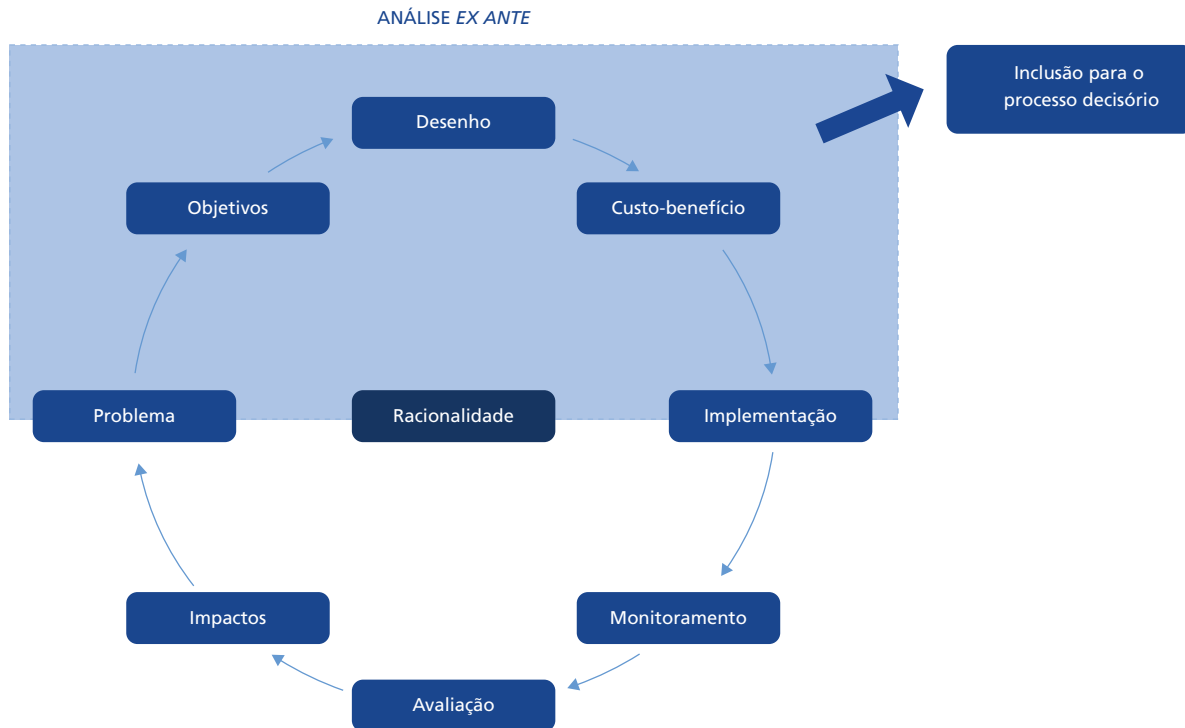 ANÁLISE EX ANTE
Inclusão para o
processo decisório
Desenho
Objetivos
Custo-benefício
Problema
Racionalidade
Implementação
Impactos
Monitoramento
Avaliação